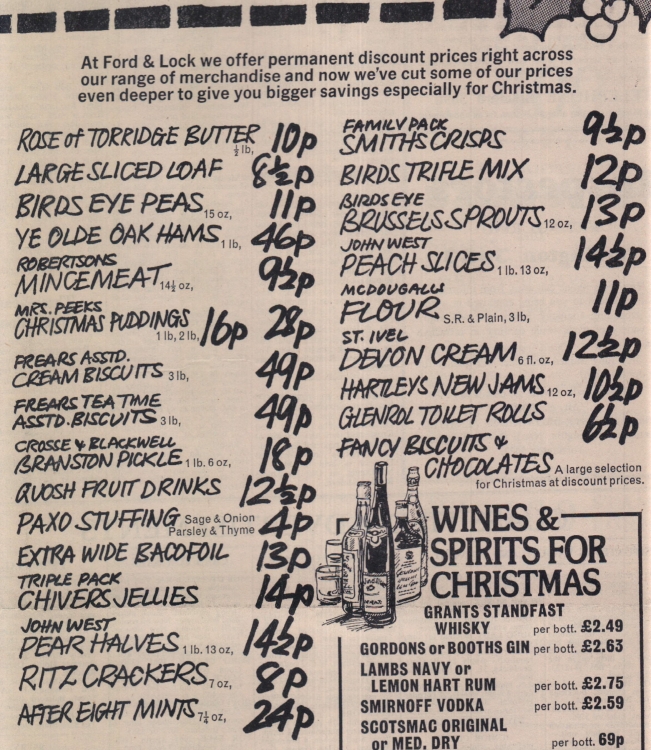 At Ford & Lock we offer permanent discount prices right across
our range of merchandise and now we've cut some of our prices
even deeper to give you bigger savings especially for Christmas.
ROSE of TORRIDGE BUTTER ½ lb, 10p
LARGE SLICED LOAF 8½p
BIRDS EYE PEAS 15 oz, 11p
YE OLDE OAK HAMS 1 lb, 46p
ROBERTSONS
MINCEMEAT 14½ oz, 9½p
MRS. PEEKS
CHRISTMAS PUDDINGS 1 lb, 2 lb, 16p 28p
FREARS ASSTD.
CREAM BISCUITS 3 lb, 49p
FREARS TEA TIME
ASSTD. BISCUITS 3 lb, 49p
CROSSE & BLACKWELL
BRANSTON PICKLE 1 lb. 6 oz, 18p
QUOSH FRUIT DRINKS 12½p
PAXO STUFFING Sage & Onion
Parsley & Thyme 4p
EXTRA WIDE BACOFOIL 13p
TRIPLE PACK
CHIVERS JELLIES 14p
JOHN WEST
PEAR HALVES 1 lb. 13 oz, 14½p
RITZ CRACKERS 7 oz, 8p
AFTER EIGHT MINTS 7¼ oz, 24p
FAMILY PACK
SMITHS CRISPS 9½p
BIRDS TRIFLE MIX 12p
BIRDS EYE
BRUSSELS SPROUTS 12 oz, 13p
JOHN WEST
PEACH SLICES 1 lb. 13 oz, 14½p
MCDOUGALLS
FLOUR S.R. & Plain, 3 lb, 11p
ST. IVEL
DEVON CREAM 6 fl. oz, 12½p
HARTLEYS NEW JAMS 12 oz, 10½p
GLENROL TOILET ROLLS 6½p
FANCY BISCUITS &
CHOCOLATES A large selection
for Christmas at discount prices.
WINES &
SPIRITS FOR
CHRISTMAS
GRANTS STANDFAST
WHISKY per bott. £2.49
GORDONS or BOOTHS GIN per bott. £2.63
LAMBS NAVY or
LEMON HART RUM per bott. £2.75
SMIRNOFF VODKA per bott. £2.59
SCOTSMAC ORIGINAL
or MED. DRY per bott. 69p